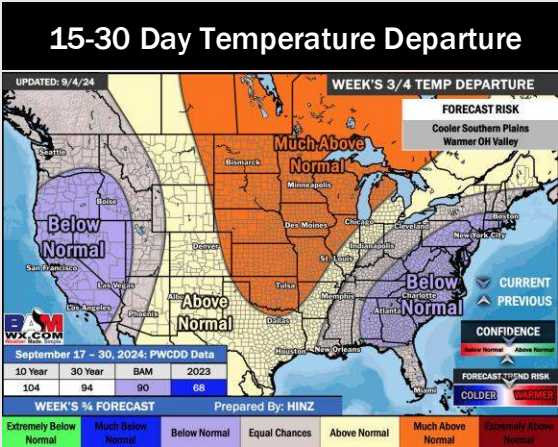 15-30 Day Temperature Departure
UPDATED: 9/4/24
WEEK'S 3/4 TEMP DEPARTURE
FORECAST RISK
Cooler Southern Plains
Warmer OH Valley
Much Above
Normal
Seattle
Bismarck
Minneapolis
Boise
Below
Normal
Boston
Chicago
Cleveland
New York City
Des Moines
Indianapolis
Denver
San Francisco
St. Louis
Las Vegas
Below
Normal
CURRENT
PREVIOUS
Tulsa
Memphis
Charlotte
Los Angeles
Above
Normal
Atlanta
Phoenix
Dallas
CONFIDENCE
Below Normal
Above Normal
BAM
WX.COM
Weather. Made. Simple.
Houston
New Orleans
Miami
September 17 – 30, 2024: PWCDD Data
10 Year 30 Year BAM 2023
104 94 90 68
FORECAST TREND RISK
COLDER WARMER
WEEK'S ¾ FORECAST Prepared By: HINZ
Extremely Below
Normal
Much Below
Normal
Below Normal
Equal Chances
Above Normal
Much Above
Normal
Extremely Above
Normal